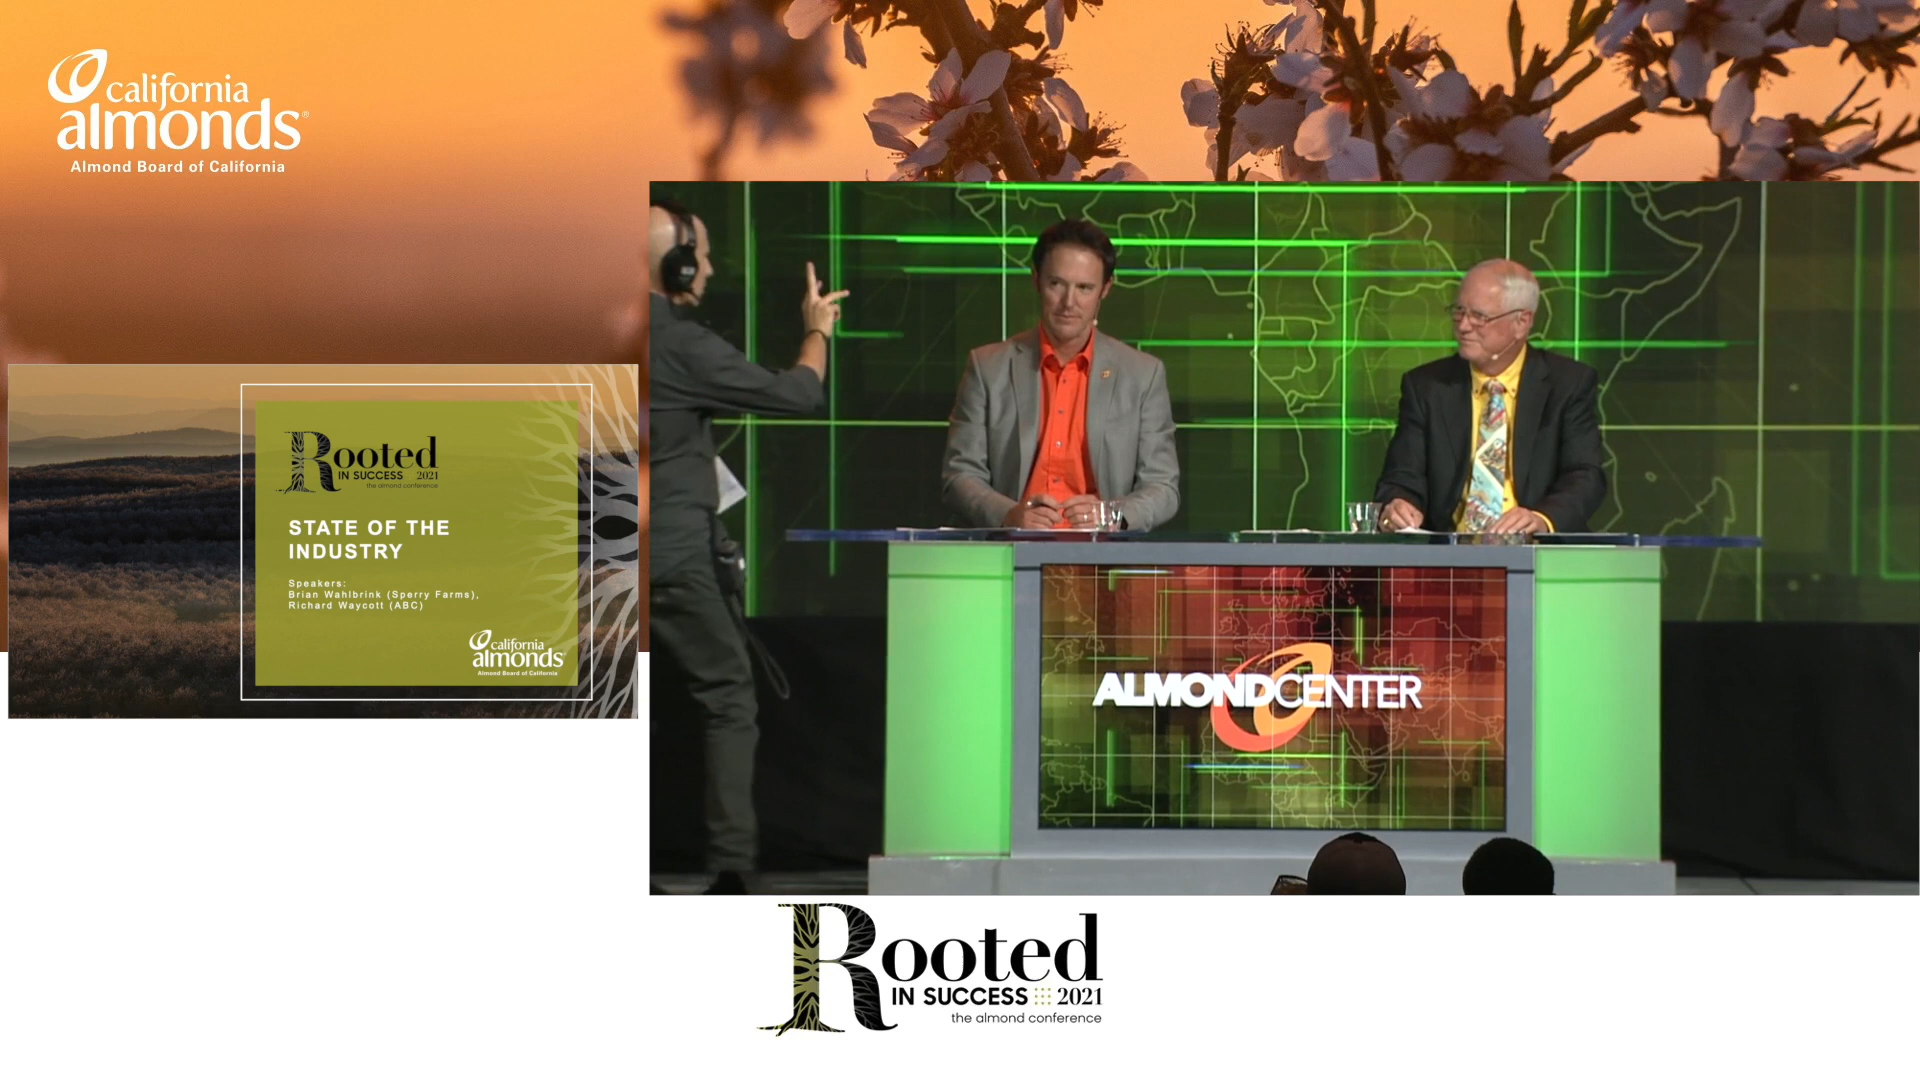 california
almonds®
Almond Board of California
Rooted
IN SUCCESS 2021
the almond conference
STATE OF THE
INDUSTRY
Speakers:
Brian Wahlbrink (Sperry Farms),
Richard Waycott (ABC)
california
almonds
Almond Board of California
ALMONDCENTER
Rooted
IN SUCCESS 2021
the almond conference